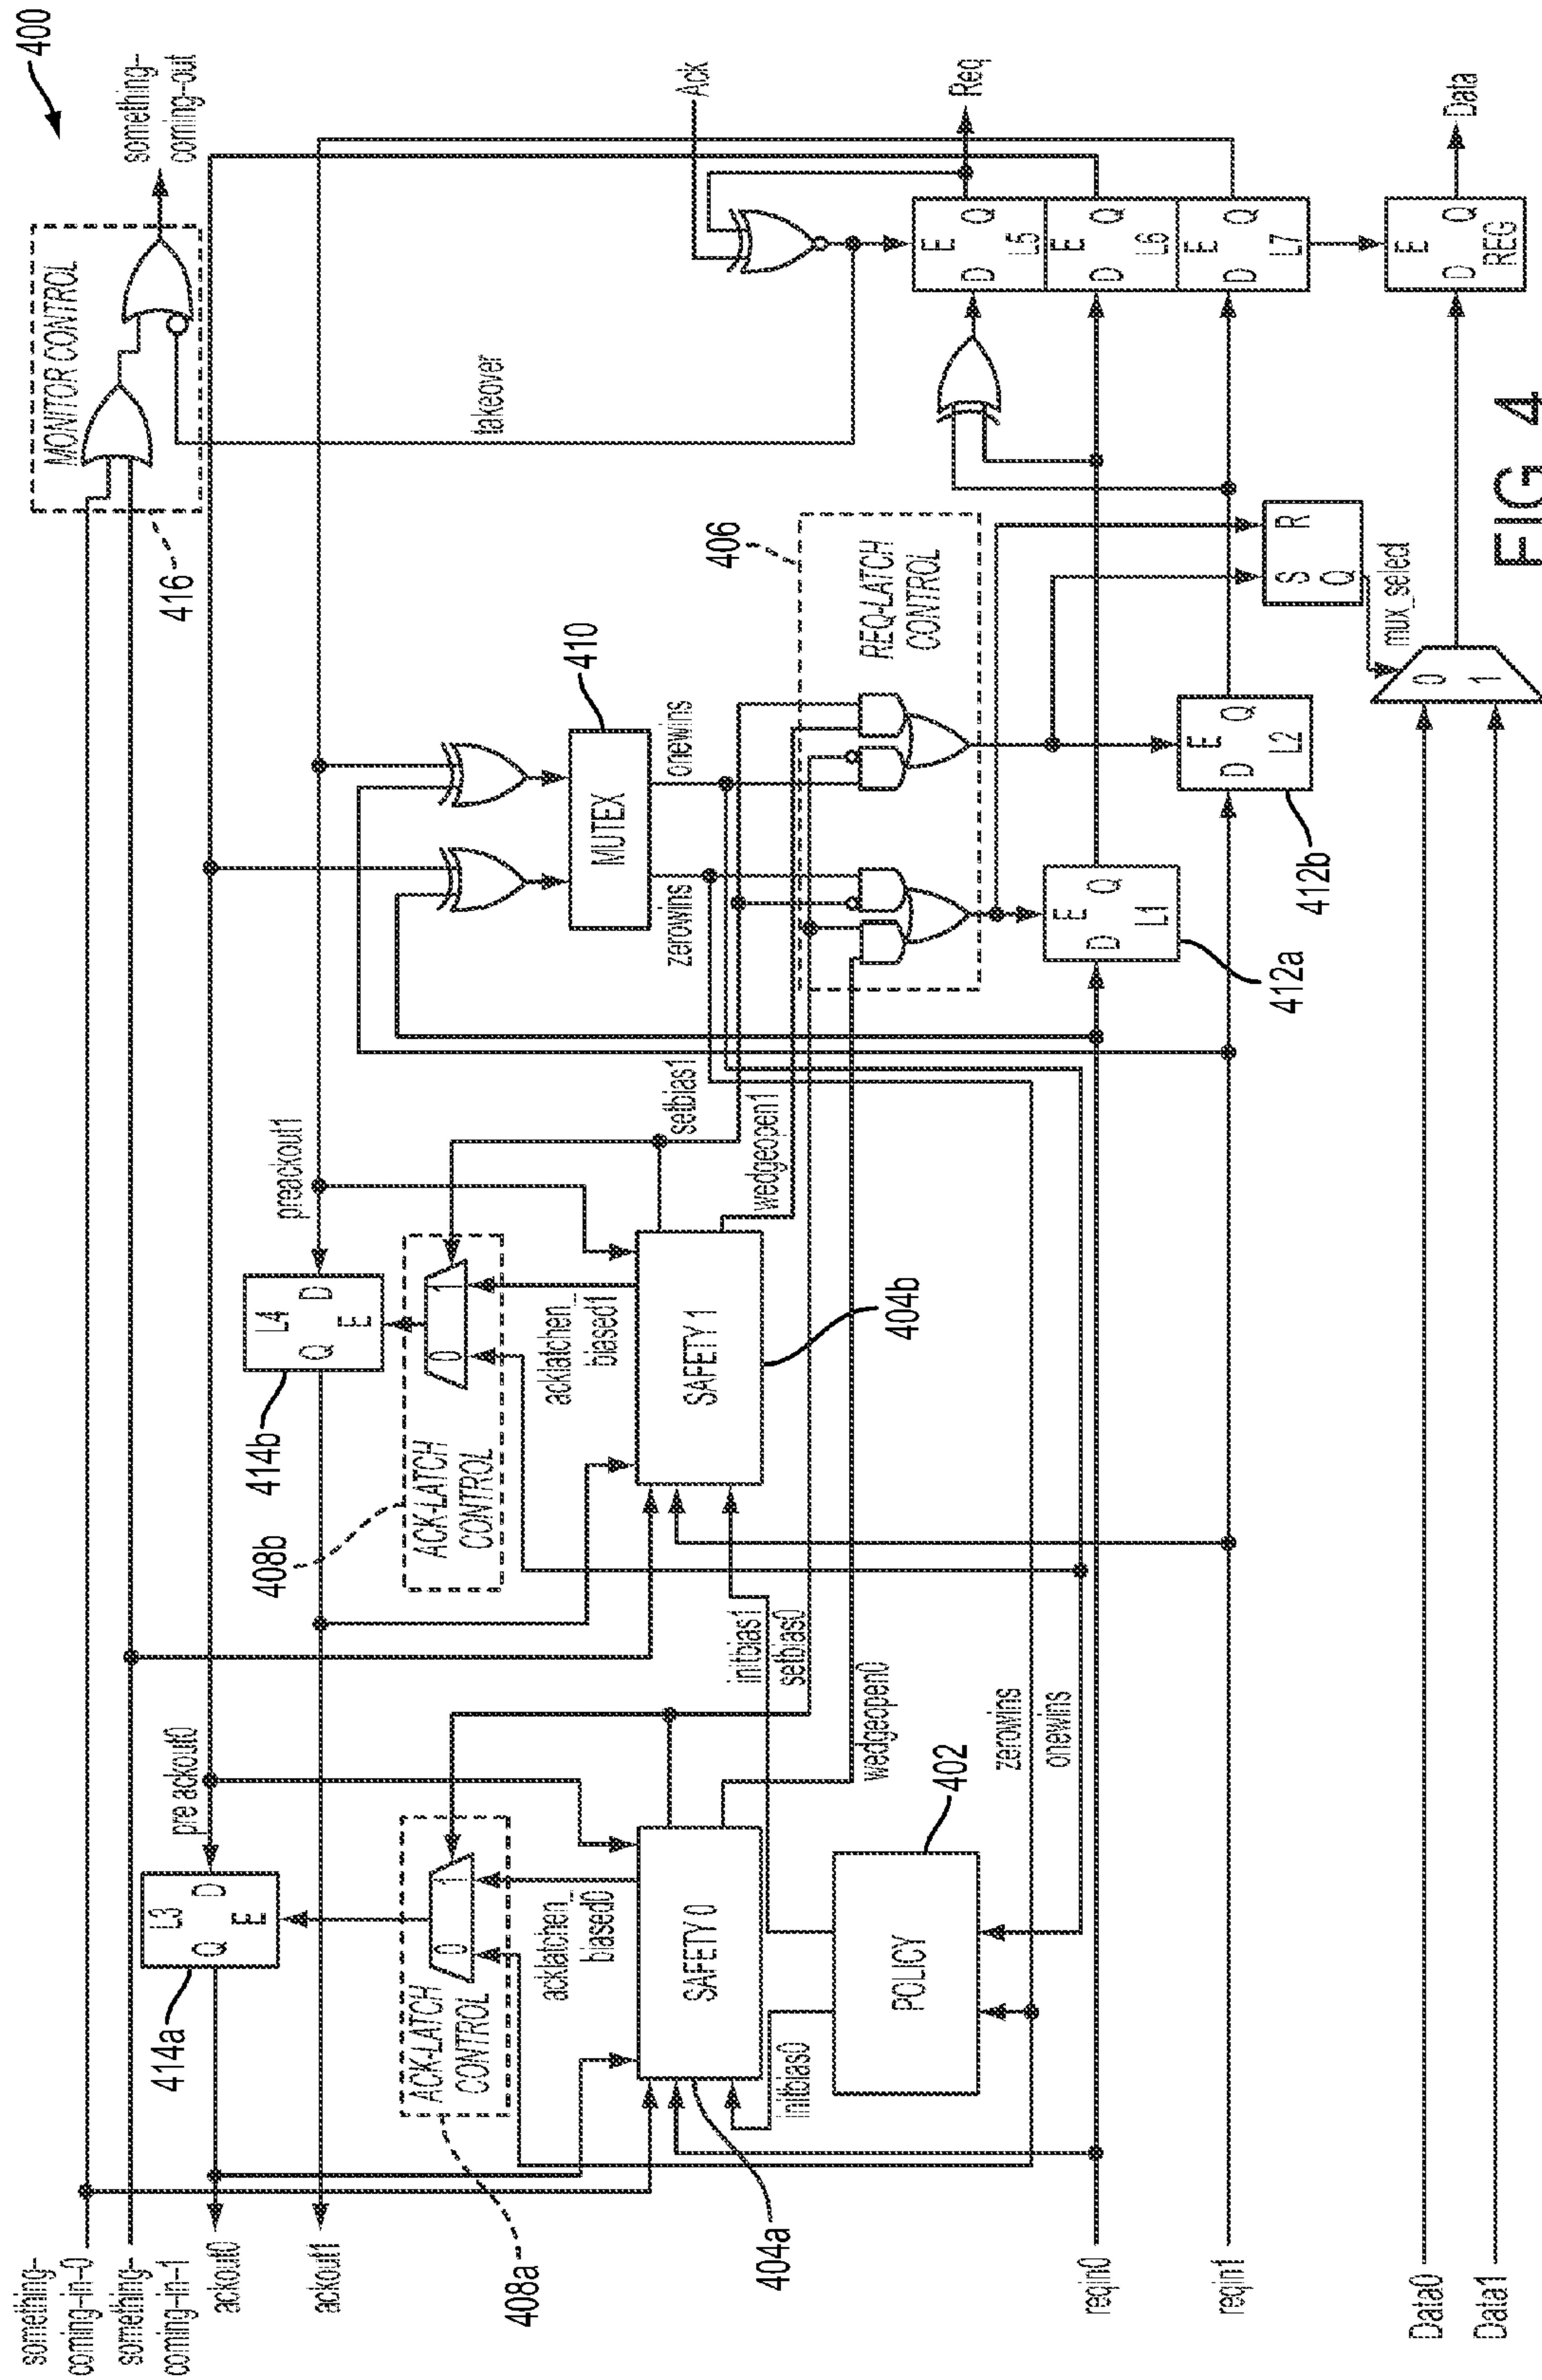 400
something-
coming-out
MONITOR CONTROL
416
takeover
Ack
Req
Data
E
D Q
L5
E
D Q
L6
E
D Q
L7
E
D Q
REG
FIG. 4
410
MUTEX
zerowins
onewins
406
REQ-LATCH
CONTROL
E
D Q
L1
412a
E
D Q
L2
412b
S R
Q
mux_select
0
1
preackout1
L4
Q D
E
414b
ACK-LATCH
CONTROL
0 1
408b
acklatchen_
biased1
setbias1
wedgeopen1
SAFETY 1
404b
initbias1
setbias0
wedgeopen0
zerowins
onewins
pre ackout0
L3
Q D
E
414a
ACK-LATCH
CONTROL
0 1
408a
acklatchen_
biased0
SAFETY 0
404a
initbias0
POLICY
402
something-
coming-in-0
something-
coming-in-1
ackout0
ackout1
reqin0
reqin1
Data0
Data1